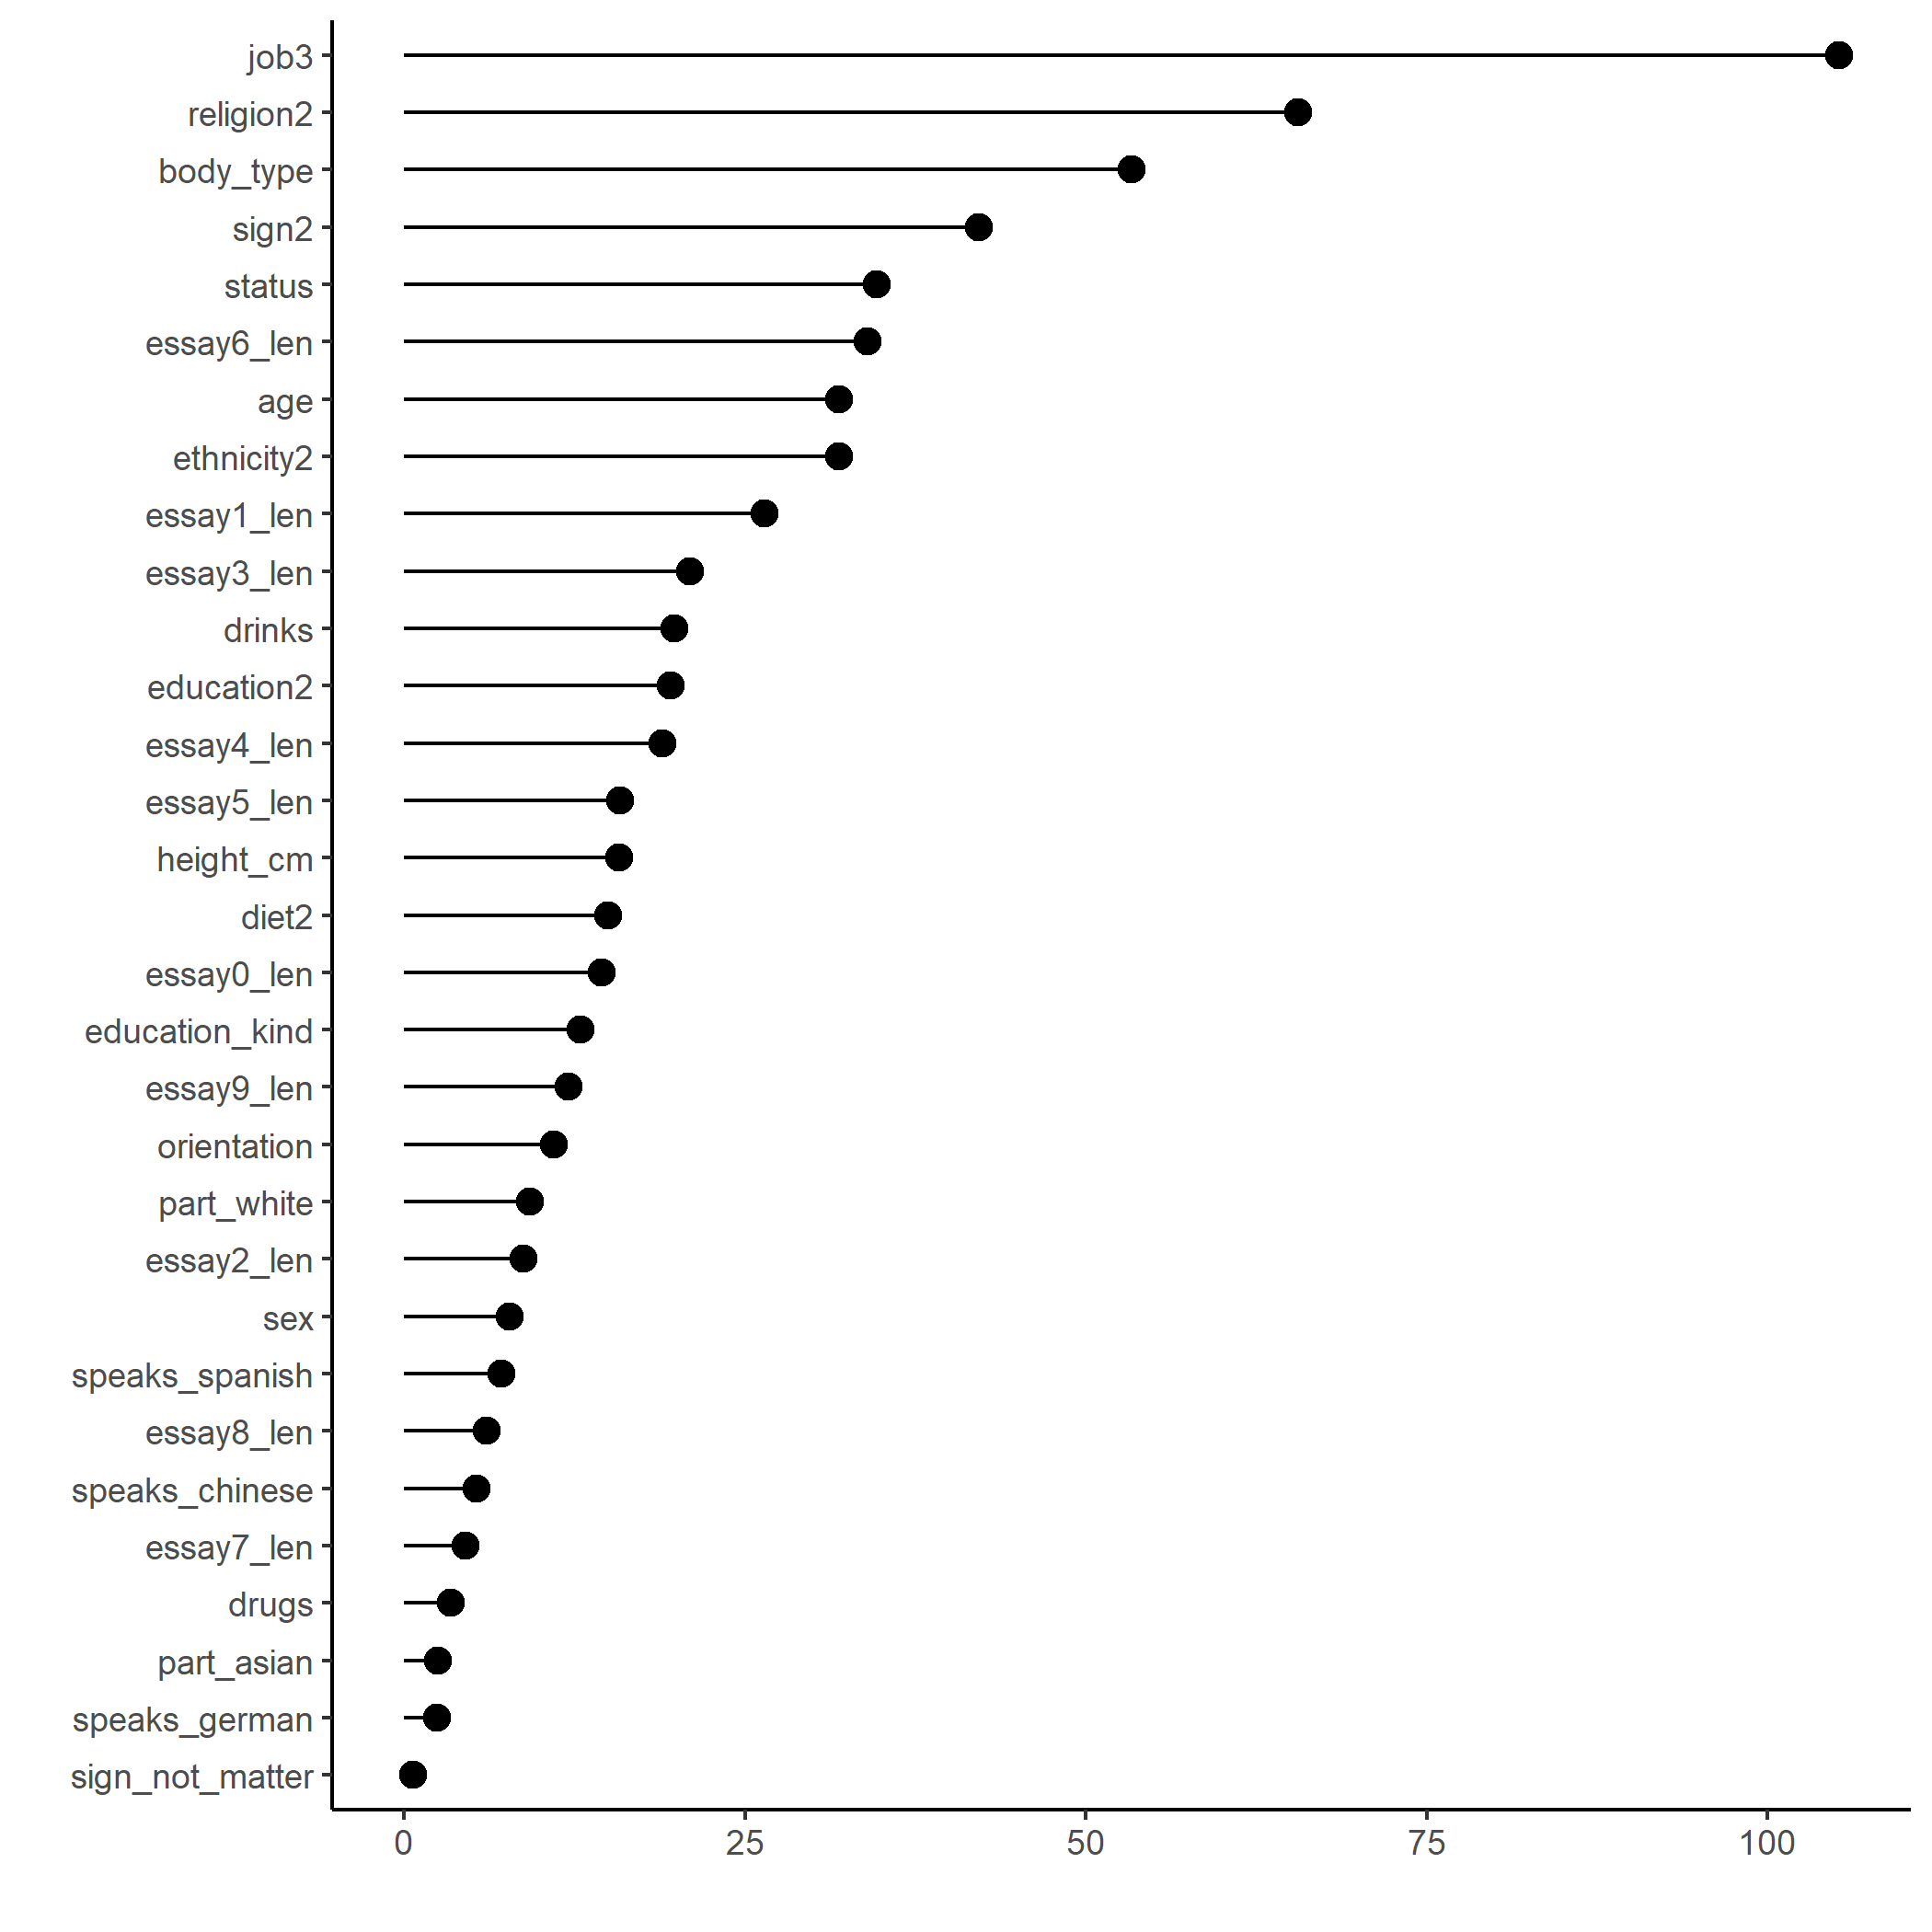 job3
religion2
body_type
sign2
status
essay6_len
age
ethnicity2
essay1_len
essay3_len
drinks
education2
essay4_len
essay5_len
height_cm
diet2
essay0_len
education_kind
essay9_len
orientation
part_white
essay2_len
sex
speaks_spanish
essay8_len
speaks_chinese
essay7_len
drugs
part_asian
speaks_german
sign_not_matter
0 25 50 75 100